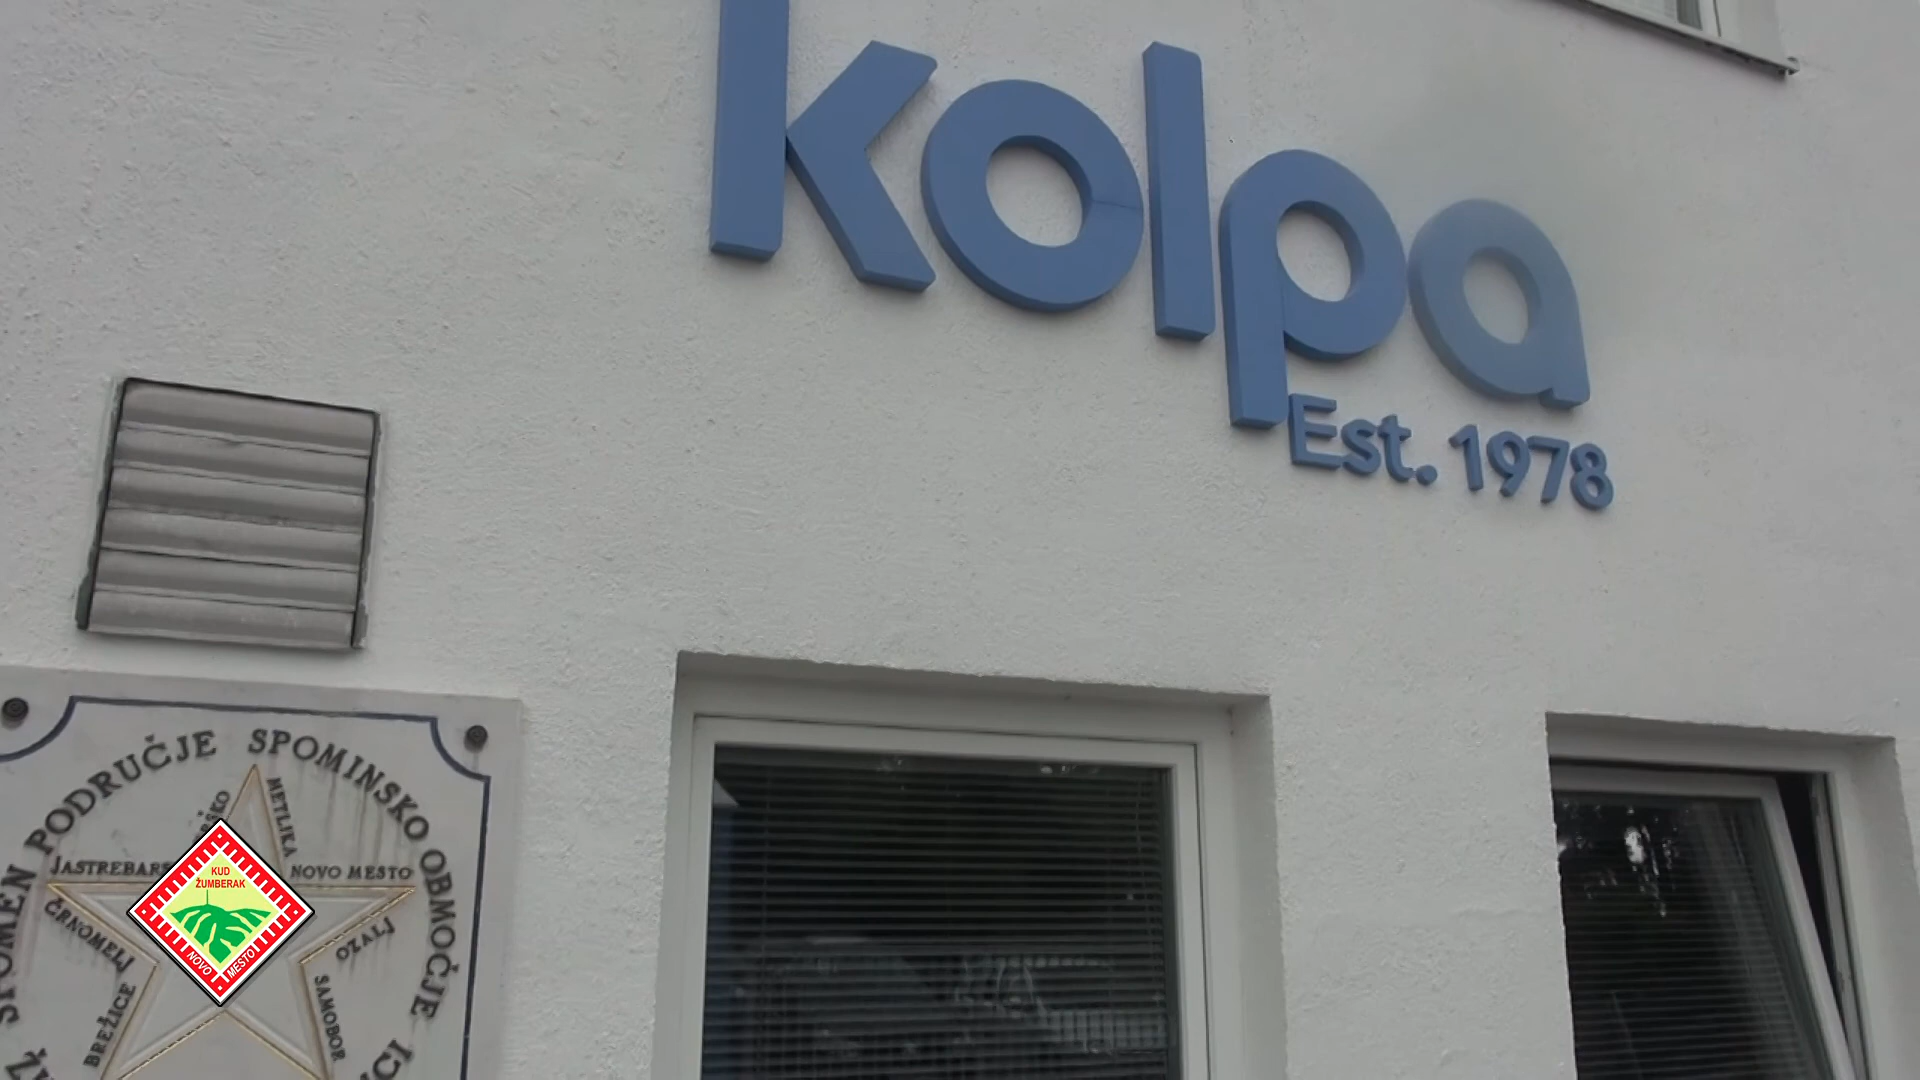 kolpa
Est. 1978
SPOMEN PODRUČJE SPOMINSKO OBMOČJE
METLIKA
JASTREBARS
NOVO MESTO
ČRNOMELJ
OZALJ
BREŽICE
SAMOBOR
KUD
ŽUMBERAK
NOVO MESTO